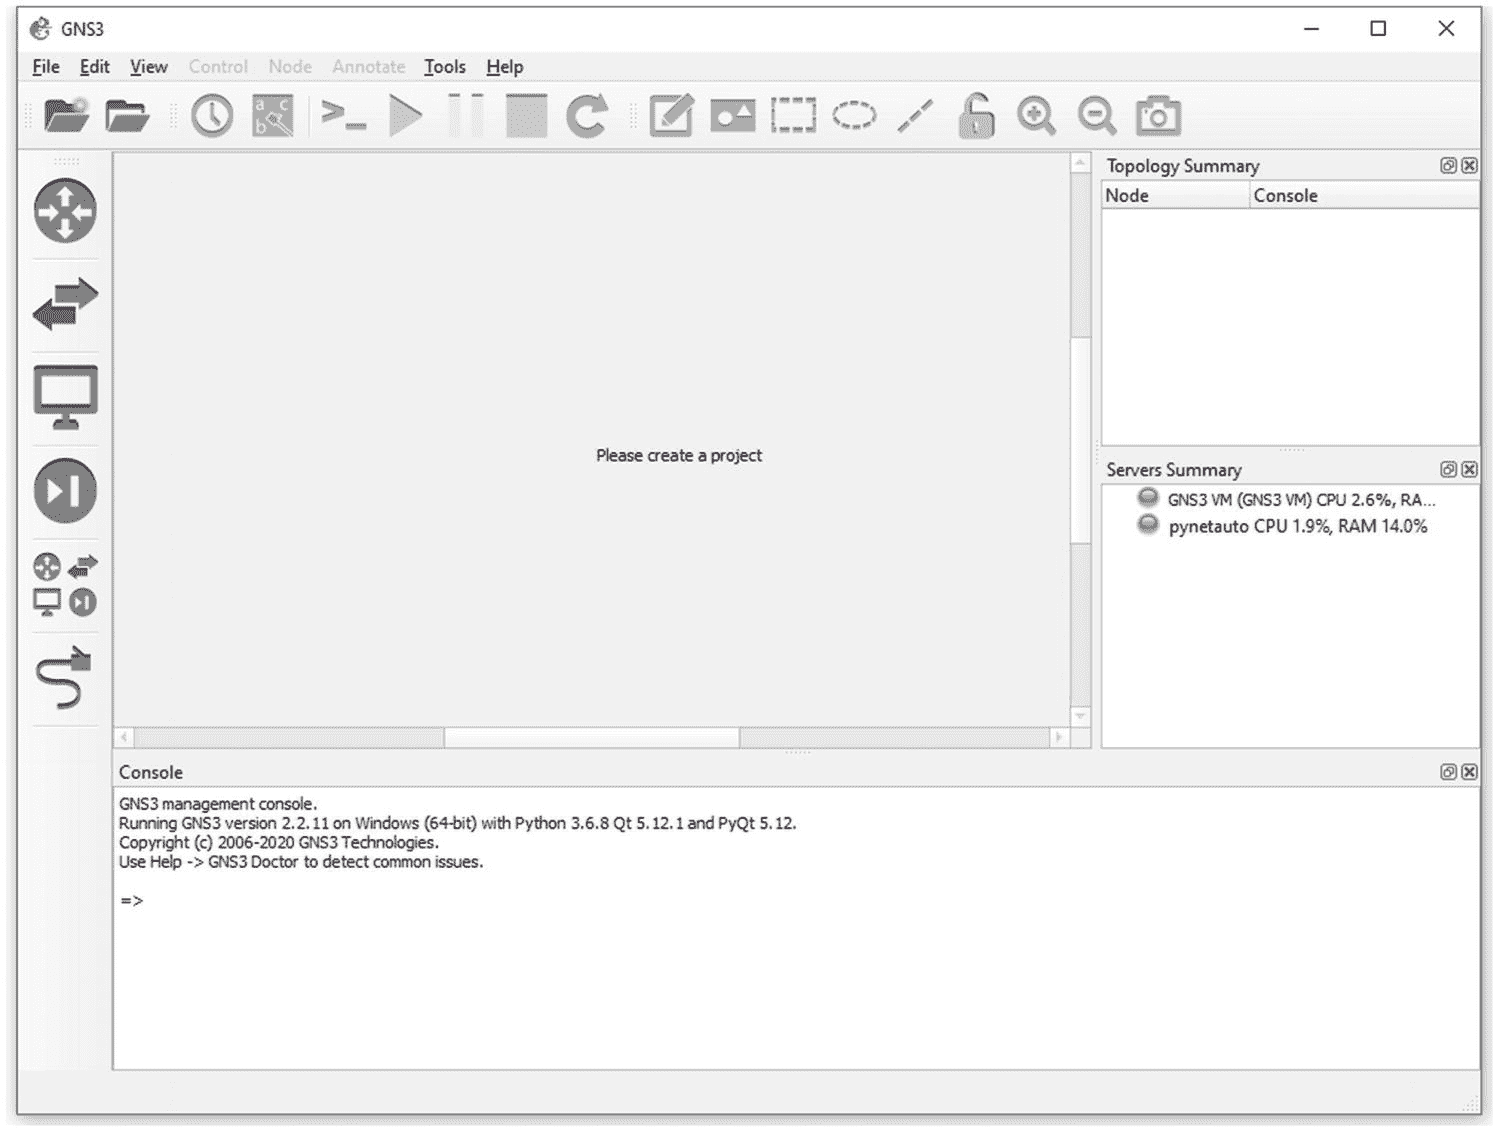 GNS3
File Edit View Control Node Annotate Tools Help
a c
b
Topology Summary
Node Console
Please create a project
Servers Summary
GNS3 VM (GNS3 VM) CPU 2.6%, RA...
pynetauto CPU 1.9%, RAM 14.0%
Console
GNS3 management console.
Running GNS3 version 2.2.11 on Windows (64-bit) with Python 3.6.8 Qt 5.12.1 and PyQt 5.12.
Copyright (c) 2006-2020 GNS3 Technologies.
Use Help -> GNS3 Doctor to detect common issues.
=>